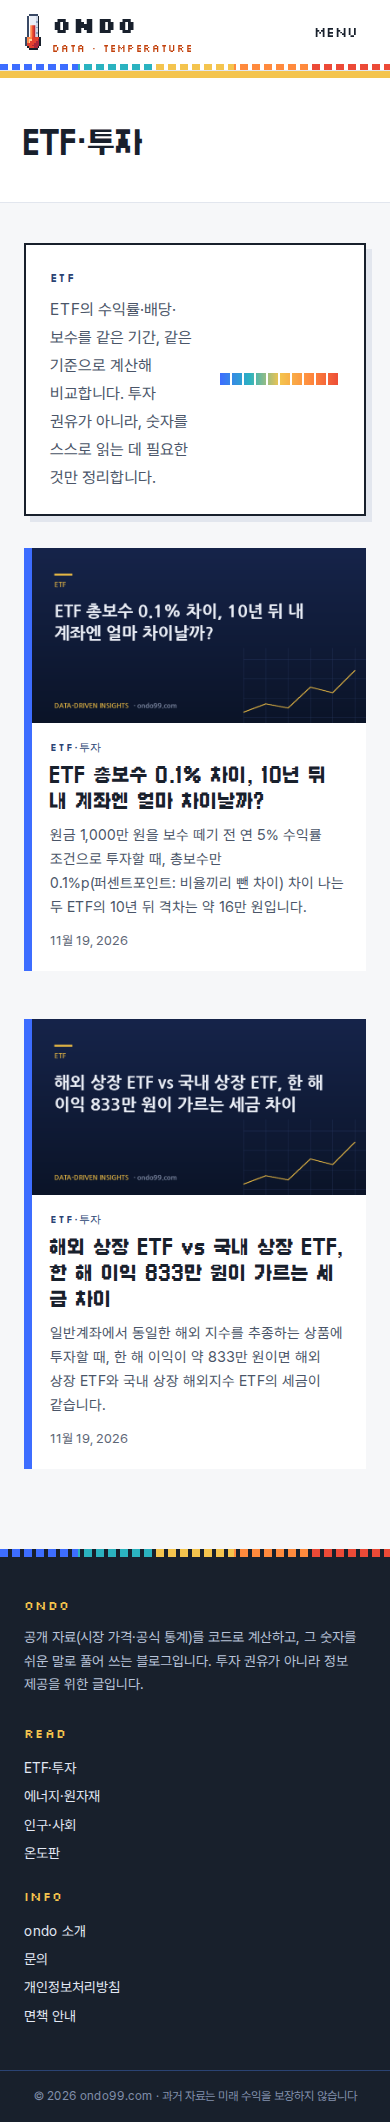 ONDO
DATA · TEMPERATURE
MENU
ETF·투자
ETF
ETF의 수익률·배당·
보수를 같은 기간, 같은
기준으로 계산해
비교합니다. 투자
권유가 아니라, 숫자를
스스로 읽는 데 필요한
것만 정리합니다.
ETF
ETF 총보수 0.1% 차이, 10년 뒤 내
계좌엔 얼마 차이날까?
DATA-DRIVEN INSIGHTS · ondo99.com
ETF·투자
ETF 총보수 0.1% 차이, 10년 뒤
내 계좌엔 얼마 차이날까?
원금 1,000만 원을 보수 떼기 전 연 5% 수익률
조건으로 투자할 때, 총보수만
0.1%p(퍼센트포인트: 비율끼리 뺀 차이) 차이 나는
두 ETF의 10년 뒤 격차는 약 16만 원입니다.
11월 19, 2026
ETF
해외 상장 ETF vs 국내 상장 ETF, 한 해
이익 833만 원이 가르는 세금 차이
DATA-DRIVEN INSIGHTS · ondo99.com
ETF·투자
해외 상장 ETF vs 국내 상장 ETF,
한 해 이익 833만 원이 가르는 세
금 차이
일반계좌에서 동일한 해외 지수를 추종하는 상품에
투자할 때, 한 해 이익이 약 833만 원이면 해외
상장 ETF와 국내 상장 해외지수 ETF의 세금이
같습니다.
11월 19, 2026
ONDO
공개 자료(시장 가격·공식 통계)를 코드로 계산하고, 그 숫자를
쉬운 말로 풀어 쓰는 블로그입니다. 투자 권유가 아니라 정보
제공을 위한 글입니다.
READ
ETF·투자
에너지·원자재
인구·사회
온도판
INFO
ondo 소개
문의
개인정보처리방침
면책 안내
© 2026 ondo99.com · 과거 자료는 미래 수익을 보장하지 않습니다